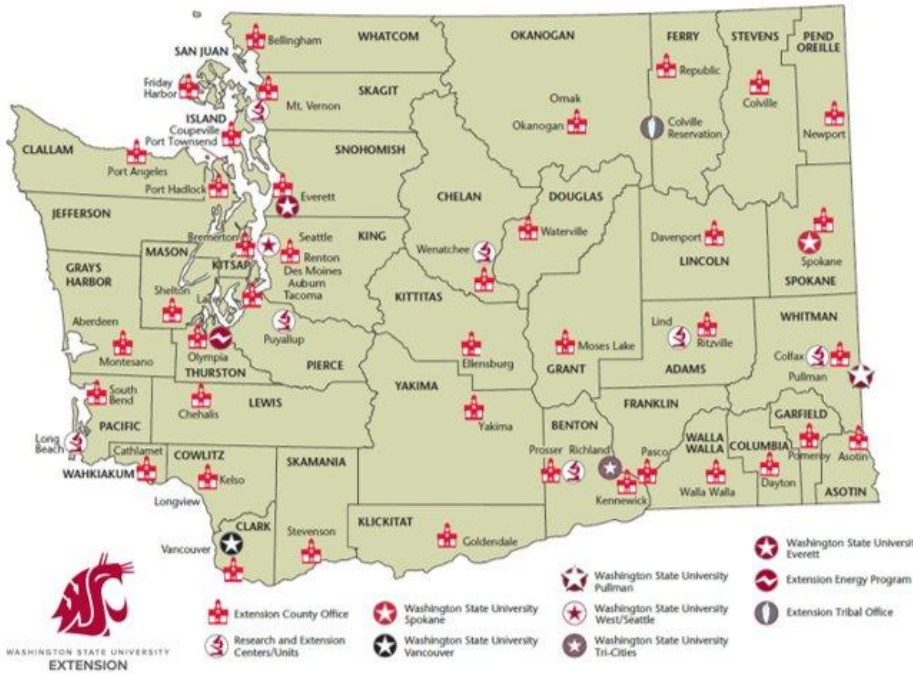 WHATCOM
OKANOGAN
FERRY
STEVENS
PEND
OREILLE
Bellingham
SAN JUAN
Friday
Harbor
SKAGIT
Mt. Vernon
ISLAND
Coupeville
Port Townsend
Republic
Colville
Omak
Okanogan
Colville
Reservation
Newport
CLALLAM
Port Angeles
SNOHOMISH
Port Hadlock
Everett
CHELAN
DOUGLAS
JEFFERSON
Waterville
Davenport
LINCOLN
Spokane
SPOKANE
Bremerton
Seattle
KING
Renton
Des Moines
Auburn
Tacoma
Wenatchee
MASON
KITSAP
GRAYS
HARBOR
Shelton
KITTITAS
WHITMAN
Aberdeen
Montesano
Olympia
THURSTON
Puyallup
PIERCE
Ellensburg
Moses Lake
GRANT
Lind
Ritzville
ADAMS
Colfax
Pullman
South
Bend
PACIFIC
Chehalis
LEWIS
YAKIMA
Yakima
FRANKLIN
BENTON
GARFIELD
Pomeroy
Asotin
ASOTIN
Long
Beach
Cathlamet
WAHKIAKUM
COWLITZ
Kelso
Longview
SKAMANIA
Prosser
Richland
Pasco
Kennewick
WALLA
WALLA
Walla Walla
COLUMBIA
Dayton
CLARK
Vancouver
Stevenson
KLICKITAT
Goldendale
WASHINGTON STATE UNIVERSITY
EXTENSION
Extension County Office
Research and Extension
Centers/Units
Washington State University
Spokane
Washington State University
Vancouver
Washington State University
Pullman
Washington State University
West/Seattle
Washington State University
Tri-Cities
Washington State Universi
Everett
Extension Energy Program
Extension Tribal Office